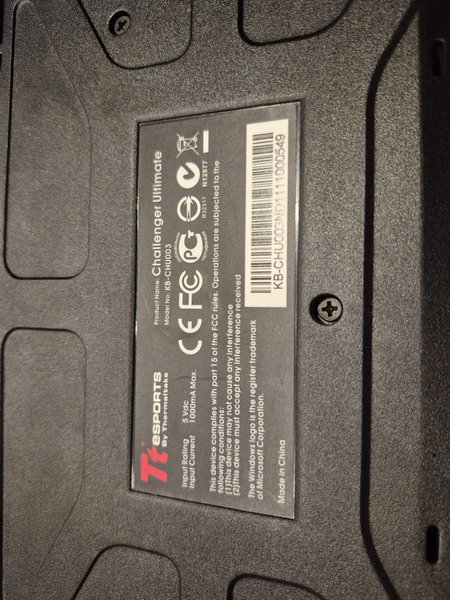 Tt eSPORTS
By Thermaltake
Product Name: Challenger Ultimate
Model No.: KB-CHU003
Input Rating 5 Vdc
Input Current 1000mA Max.
CE FC
N12877
This device complies with part 15 of the FCC rules. Operations are subjected to the
following conditions:
(1)This device may not cause any interference
(2)This device must accept any interference received
The Windows logo is the register trademark
of Microsoft Corporation.
Made in China
KB-CHU003ND1111000549